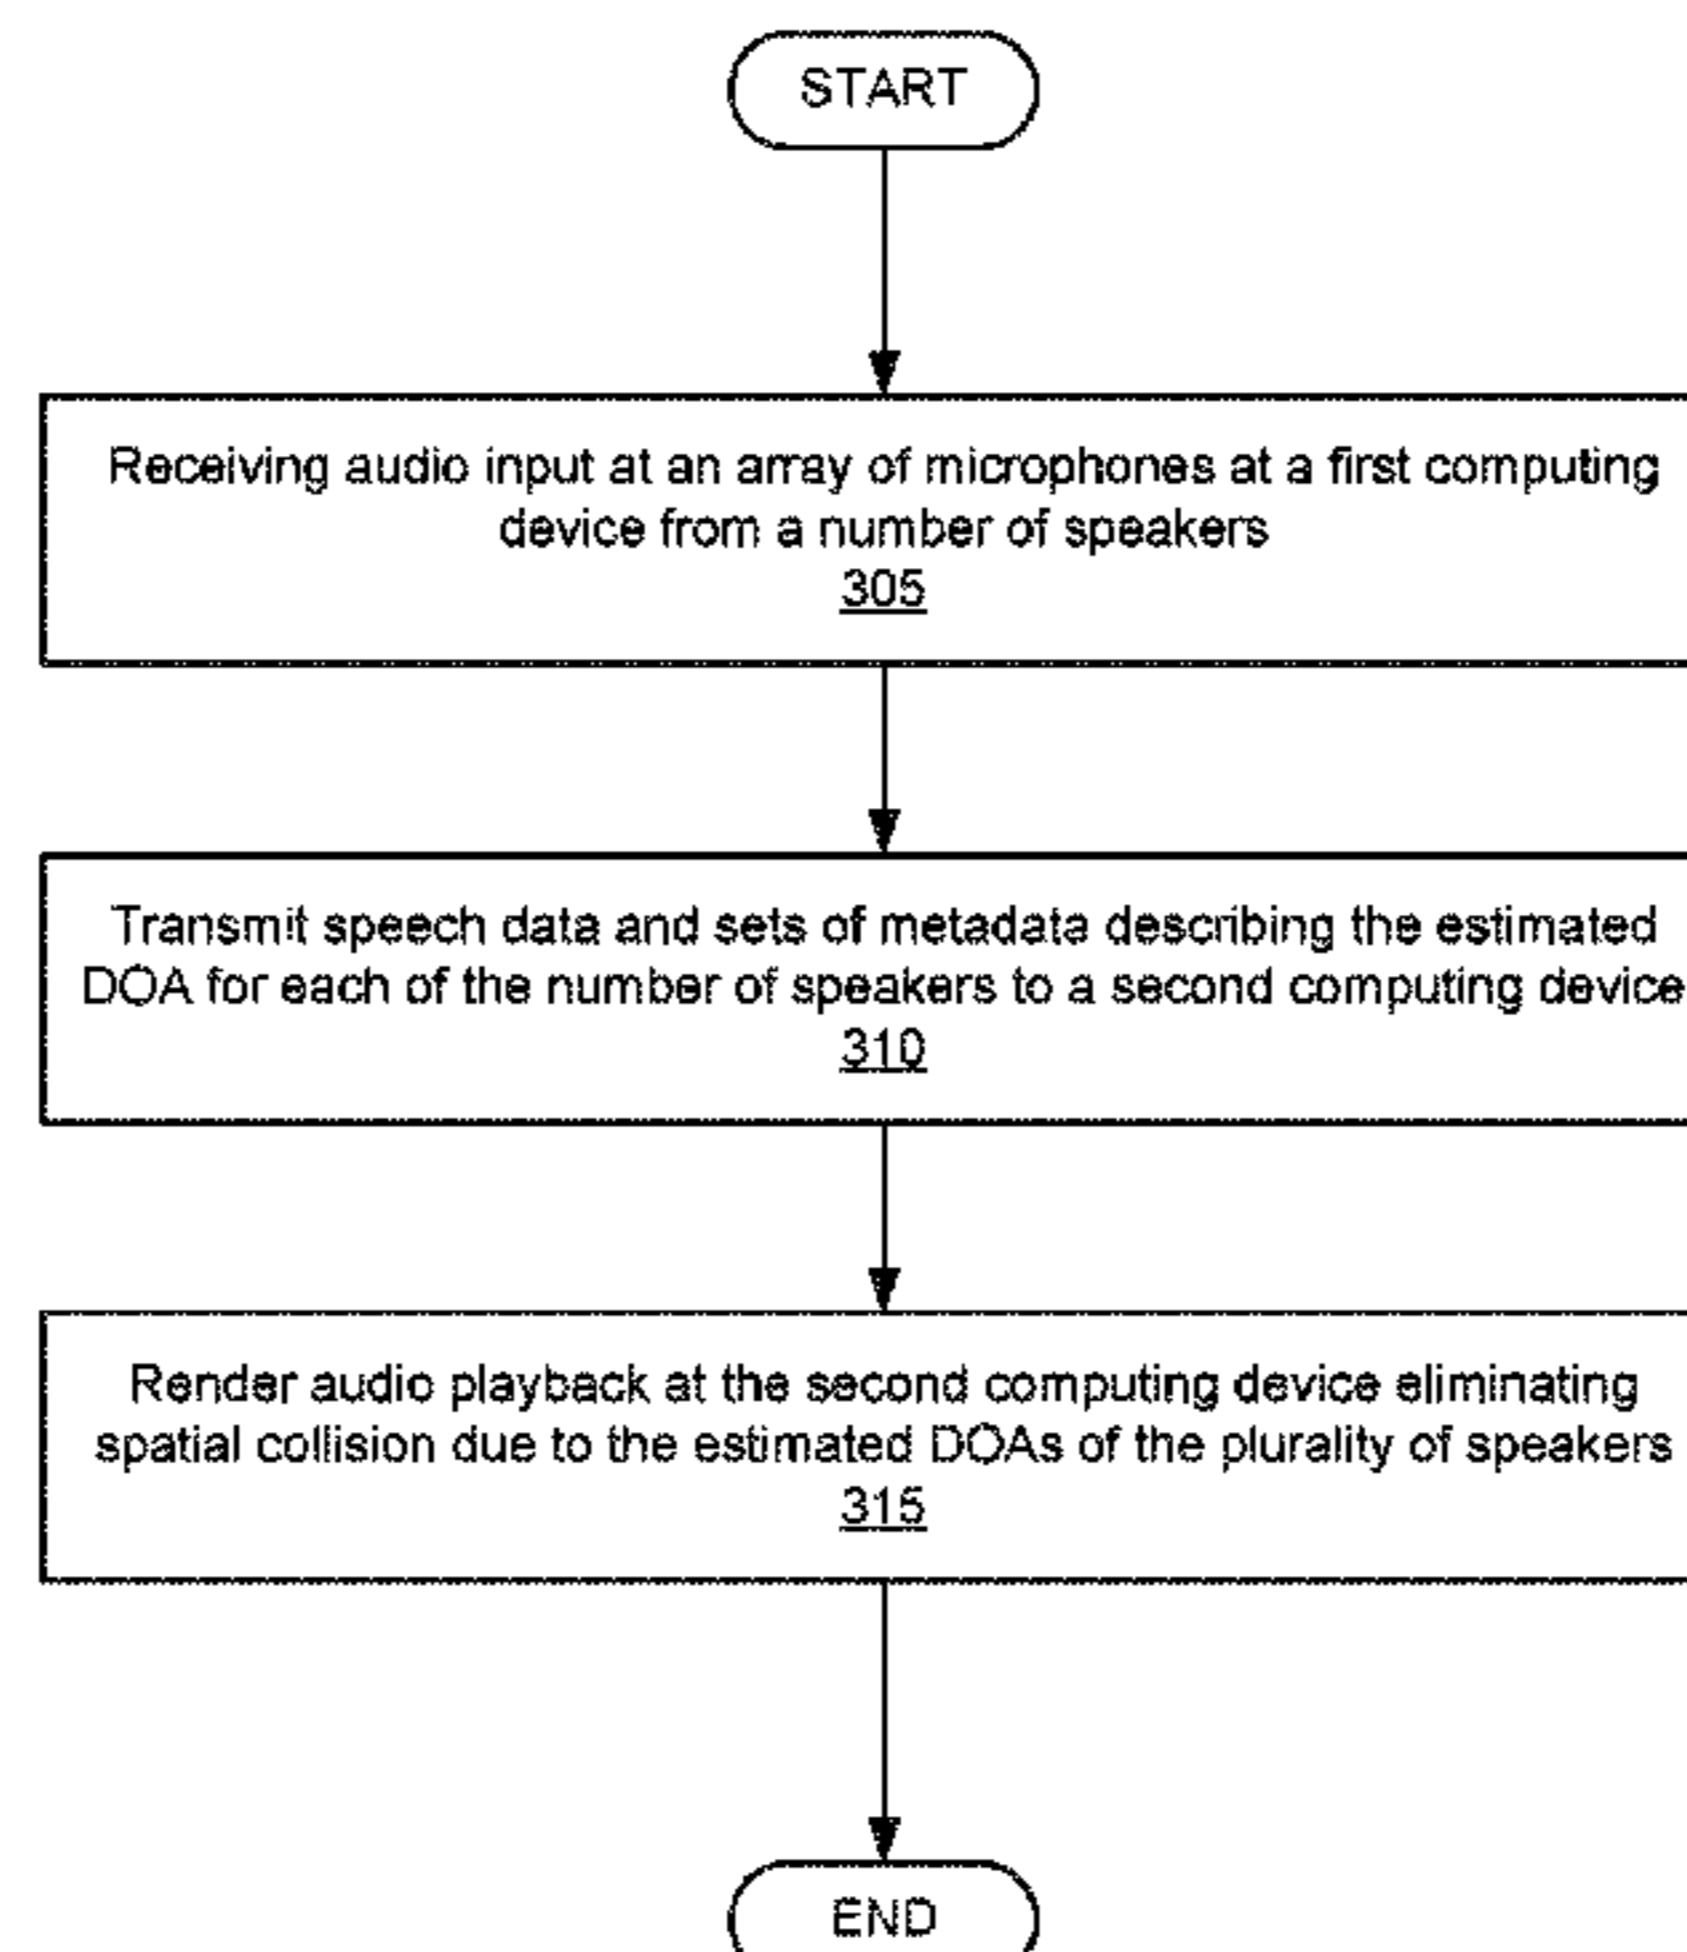 START
Receiving audio input at an array of microphones at a first computing
device from a number of speakers
305
Transmit speech data and sets of metadata describing the estimated
DOA for each of the number of speakers to a second computing device
310
Render audio playback at the second computing device eliminating
spatial collision due to the estimated DOAs of the plurality of speakers
315
END